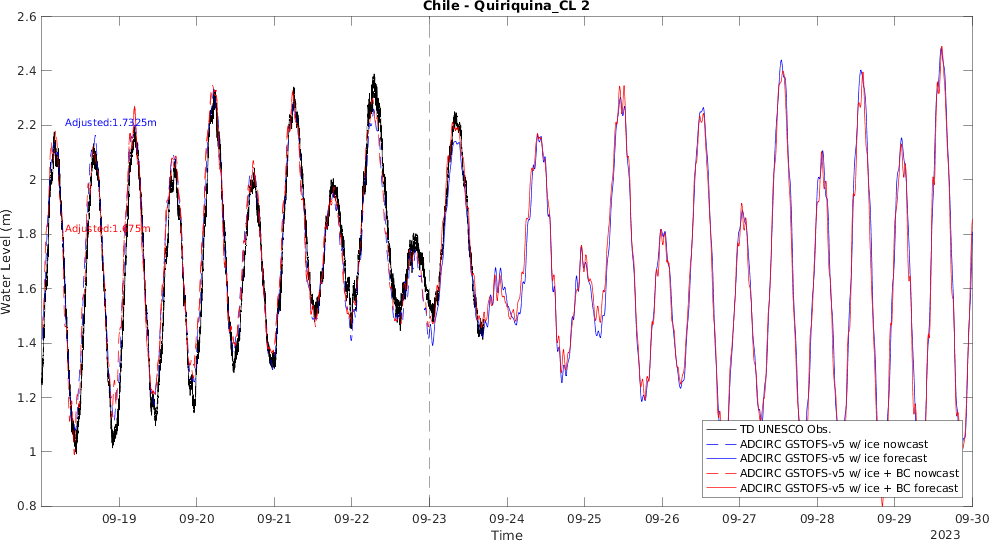 Chile - Quiriquina_CL 2
2.6
2.4
2.2
2
1.8
1.6
1.4
1.2
1
0.8
Water Level (m)
Adjusted:1.7325m
Adjusted:1.675m
TD UNESCO Obs.
ADCIRC GSTOFS-v5 w/ ice nowcast
ADCIRC GSTOFS-v5 w/ ice forecast
ADCIRC GSTOFS-v5 w/ ice + BC nowcast
ADCIRC GSTOFS-v5 w/ ice + BC forecast
09-19 09-20 09-21 09-22 09-23 09-24 09-25 09-26 09-27 09-28 09-29 09-30
Time
2023